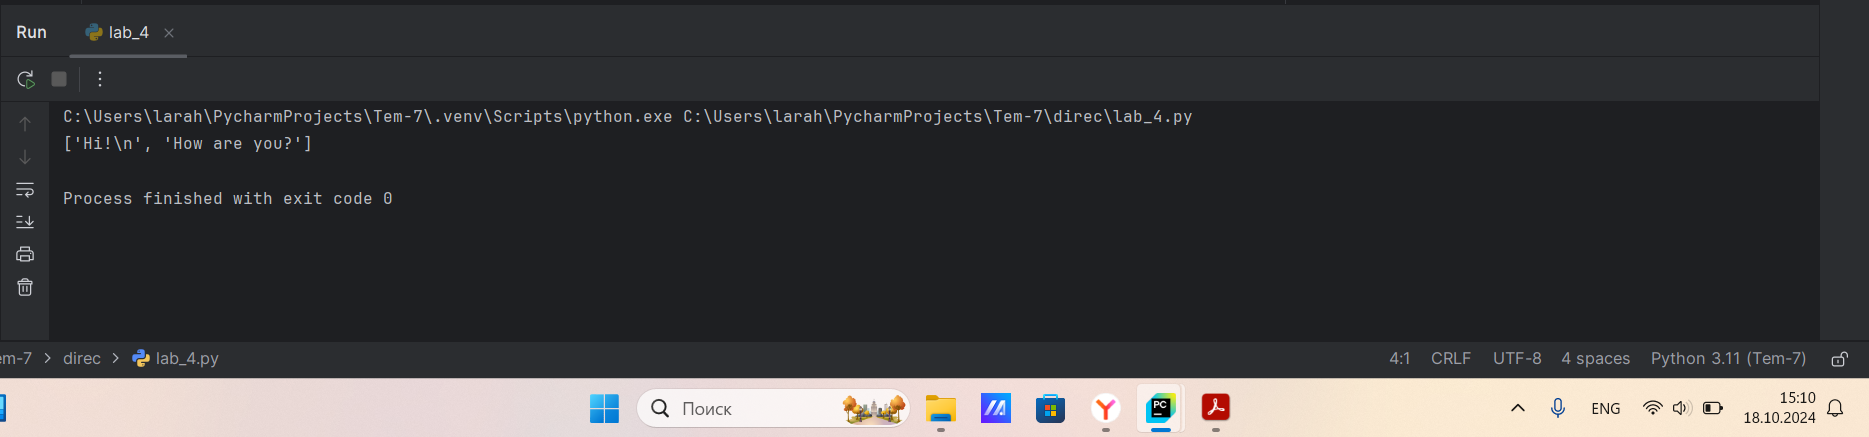 Run lab_4
C:\Users\larah\PycharmProjects\Tem-7\.venv\Scripts\python.exe C:\Users\larah\PycharmProjects\Tem-7\direc\lab_4.py
['Hi!\n', 'How are you?']
Process finished with exit code 0
em-7 > direc > lab_4.py 4:1 CRLF UTF-8 4 spaces Python 3.11 (Tem-7)
Поиск PC ENG 15:10
18.10.2024